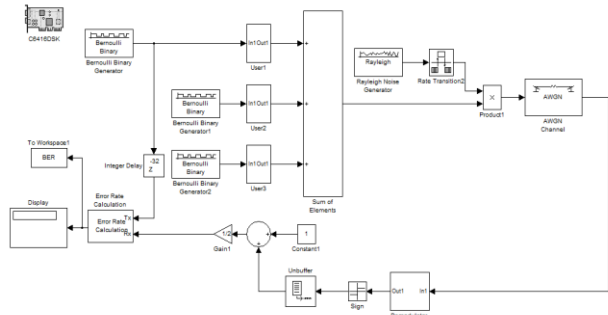 C6416DSK
Bernoulli
Binary
Bernoulli Binary
Generator
In1 Out1
User1
+
Bernoulli
Binary
Bernoulli Binary
Generator1
In1 Out1
User2
+
Bernoulli
Binary
Bernoulli Binary
Generator2
In1 Out1
User3
+
Sum of
Elements
Rayleigh
Rayleigh Noise
Generator
Rate Transition2
X
Product1
AWGN
AWGN
Channel
To Workspace1
BER
Integer Delay
-32
Z
Display
Error Rate
Calculation
Error Rate
Calculation
Tx
Rx
1/2
Gain1
+
+
1
Constant1
Unbuffer
Sign
Out1
In1